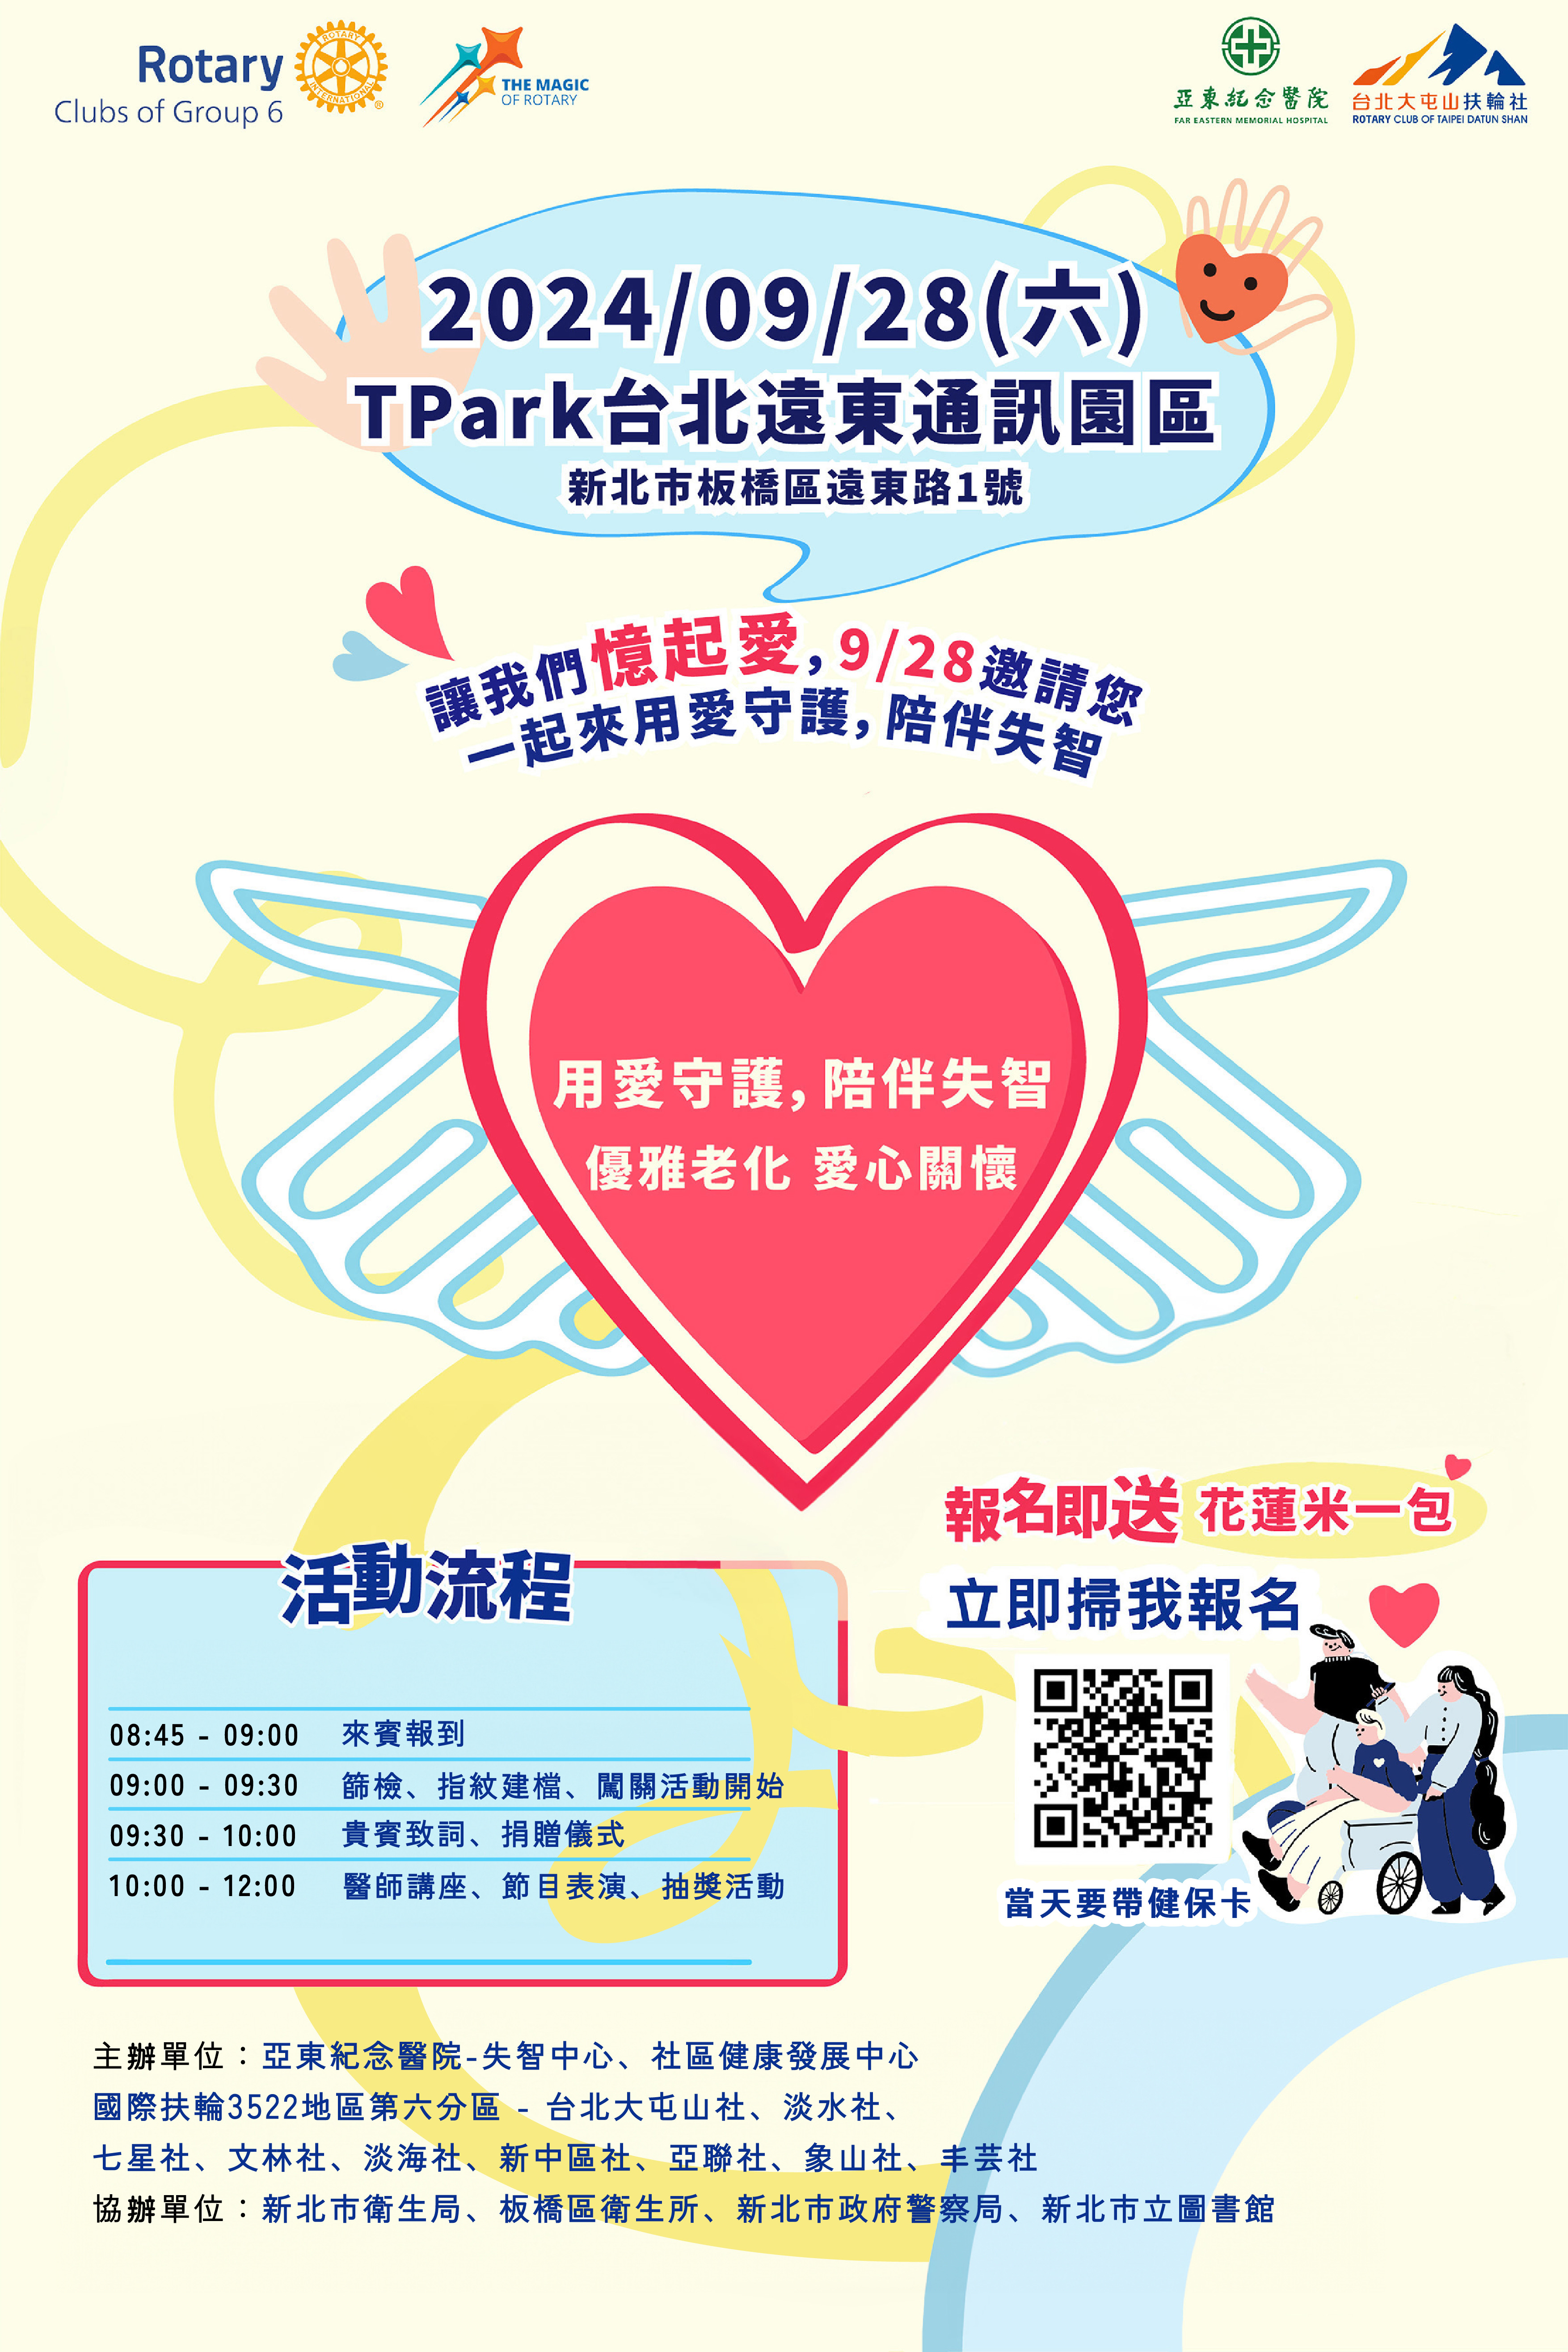 Rotary
Clubs of Group 6
ROTARY
INTERNATIONAL
®
THE MAGIC
OF ROTARY
亞東紀念醫院
FAR EASTERN MEMORIAL HOSPITAL
台北大屯山扶輪社
ROTARY CLUB OF TAIPEI DATUN SHAN
2024/09/28(六)
TPark台北遠東通訊園區
新北市板橋區遠東路1號
讓我們憶起愛,9/28邀請您
一起來用愛守護,陪伴失智
用愛守護,陪伴失智
優雅老化 愛心關懷
報名即送 花蓮米一包
立即掃我報名
當天要帶健保卡
活動流程
08:45 - 09:00 來賓報到
09:00 - 09:30 篩檢、指紋建檔、闖關活動開始
09:30 - 10:00 貴賓致詞、捐贈儀式
10:00 - 12:00 醫師講座、節目表演、抽獎活動
主辦單位：亞東紀念醫院-失智中心、社區健康發展中心
國際扶輪3522地區第六分區 - 台北大屯山社、淡水社、
七星社、文林社、淡海社、新中區社、亞聯社、象山社、丰芸社
協辦單位：新北市衛生局、板橋區衛生所、新北市政府警察局、新北市立圖書館